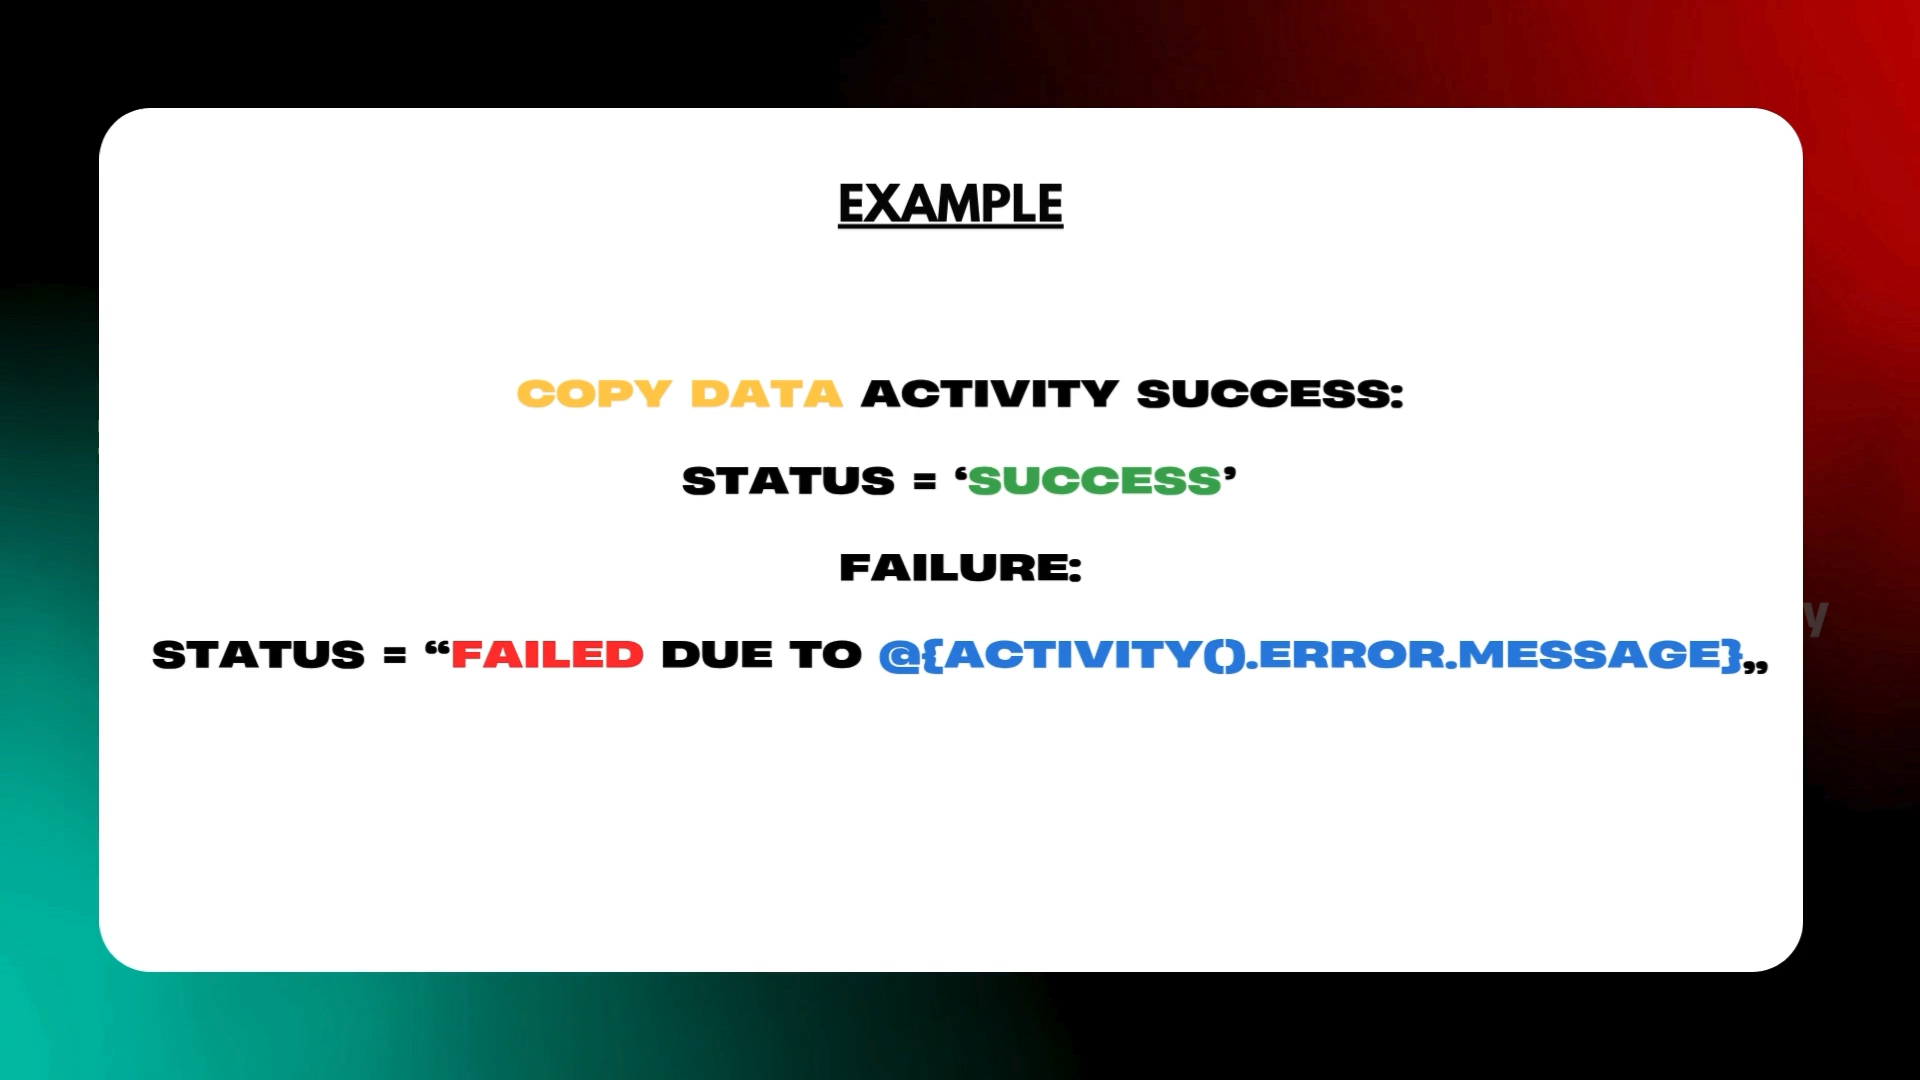 EXAMPLE
COPY DATA ACTIVITY SUCCESS:
STATUS = ‘SUCCESS’
FAILURE:
STATUS = “FAILED DUE TO @{ACTIVITY().ERROR.MESSAGE}„